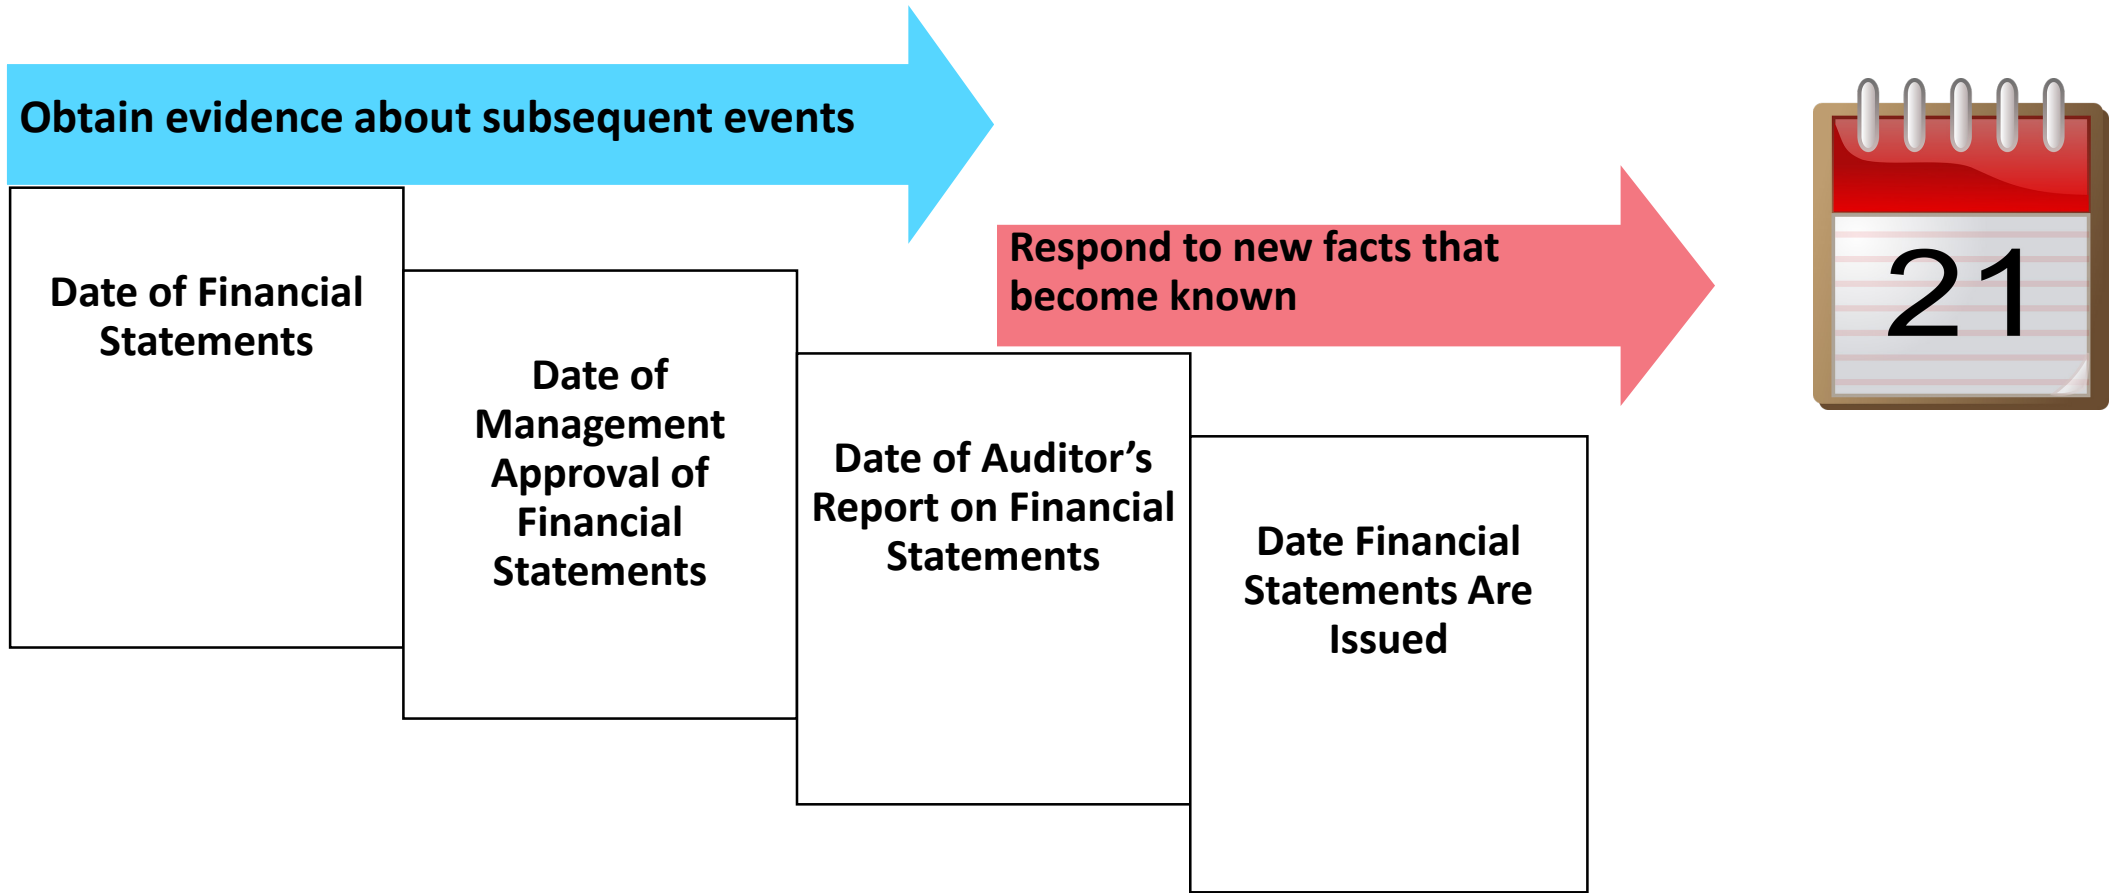 Obtain evidence about subsequent events
Respond to new facts that
become known
21
Date of Financial
Statements
Date of
Management
Approval of
Financial
Statements
Date of Auditor’s
Report on Financial
Statements
Date Financial
Statements Are
Issued